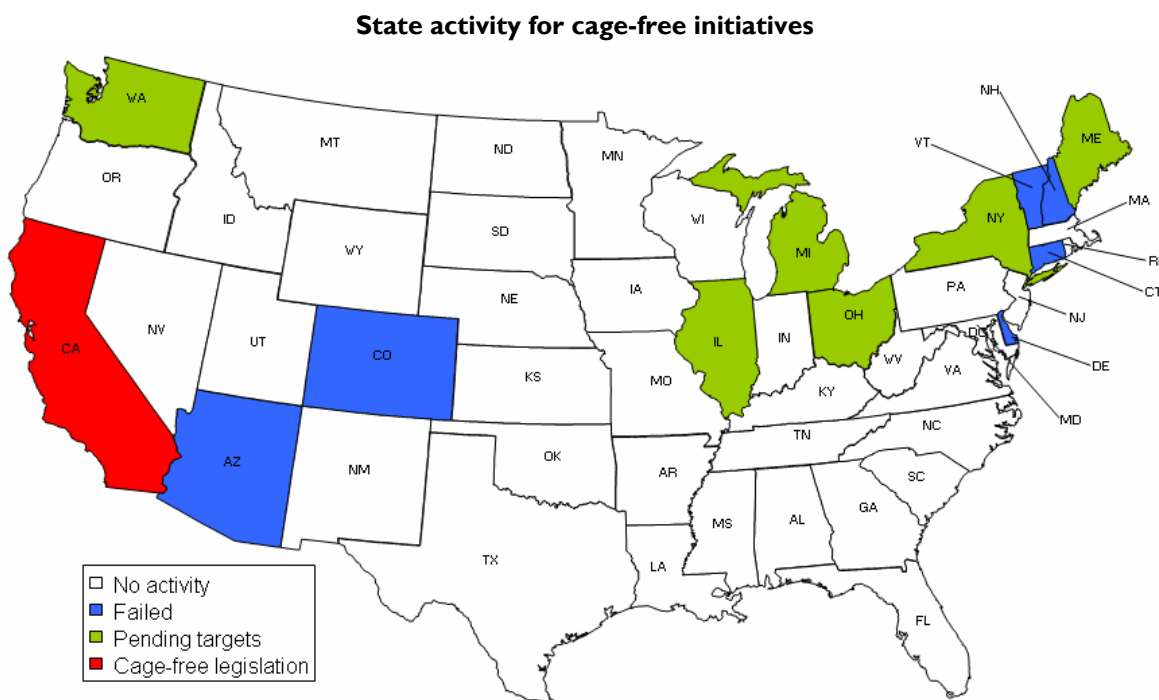 State activity for cage-free initiatives
NH
WA
VT
ME
MT
ND
MN
OR
MA
ID
WI
NY
SD
WY
MI
RI
CT
PA
IA
NE
NJ
OH
NV
IN
IL
UT
CA
CO
DE
WV
VA
KS
MO
KY
MD
NC
TN
OK
AZ
NM
AR
SC
GA
MS
AL
TX
LA
FL
No activity
Failed
Pending targets
Cage-free legislation